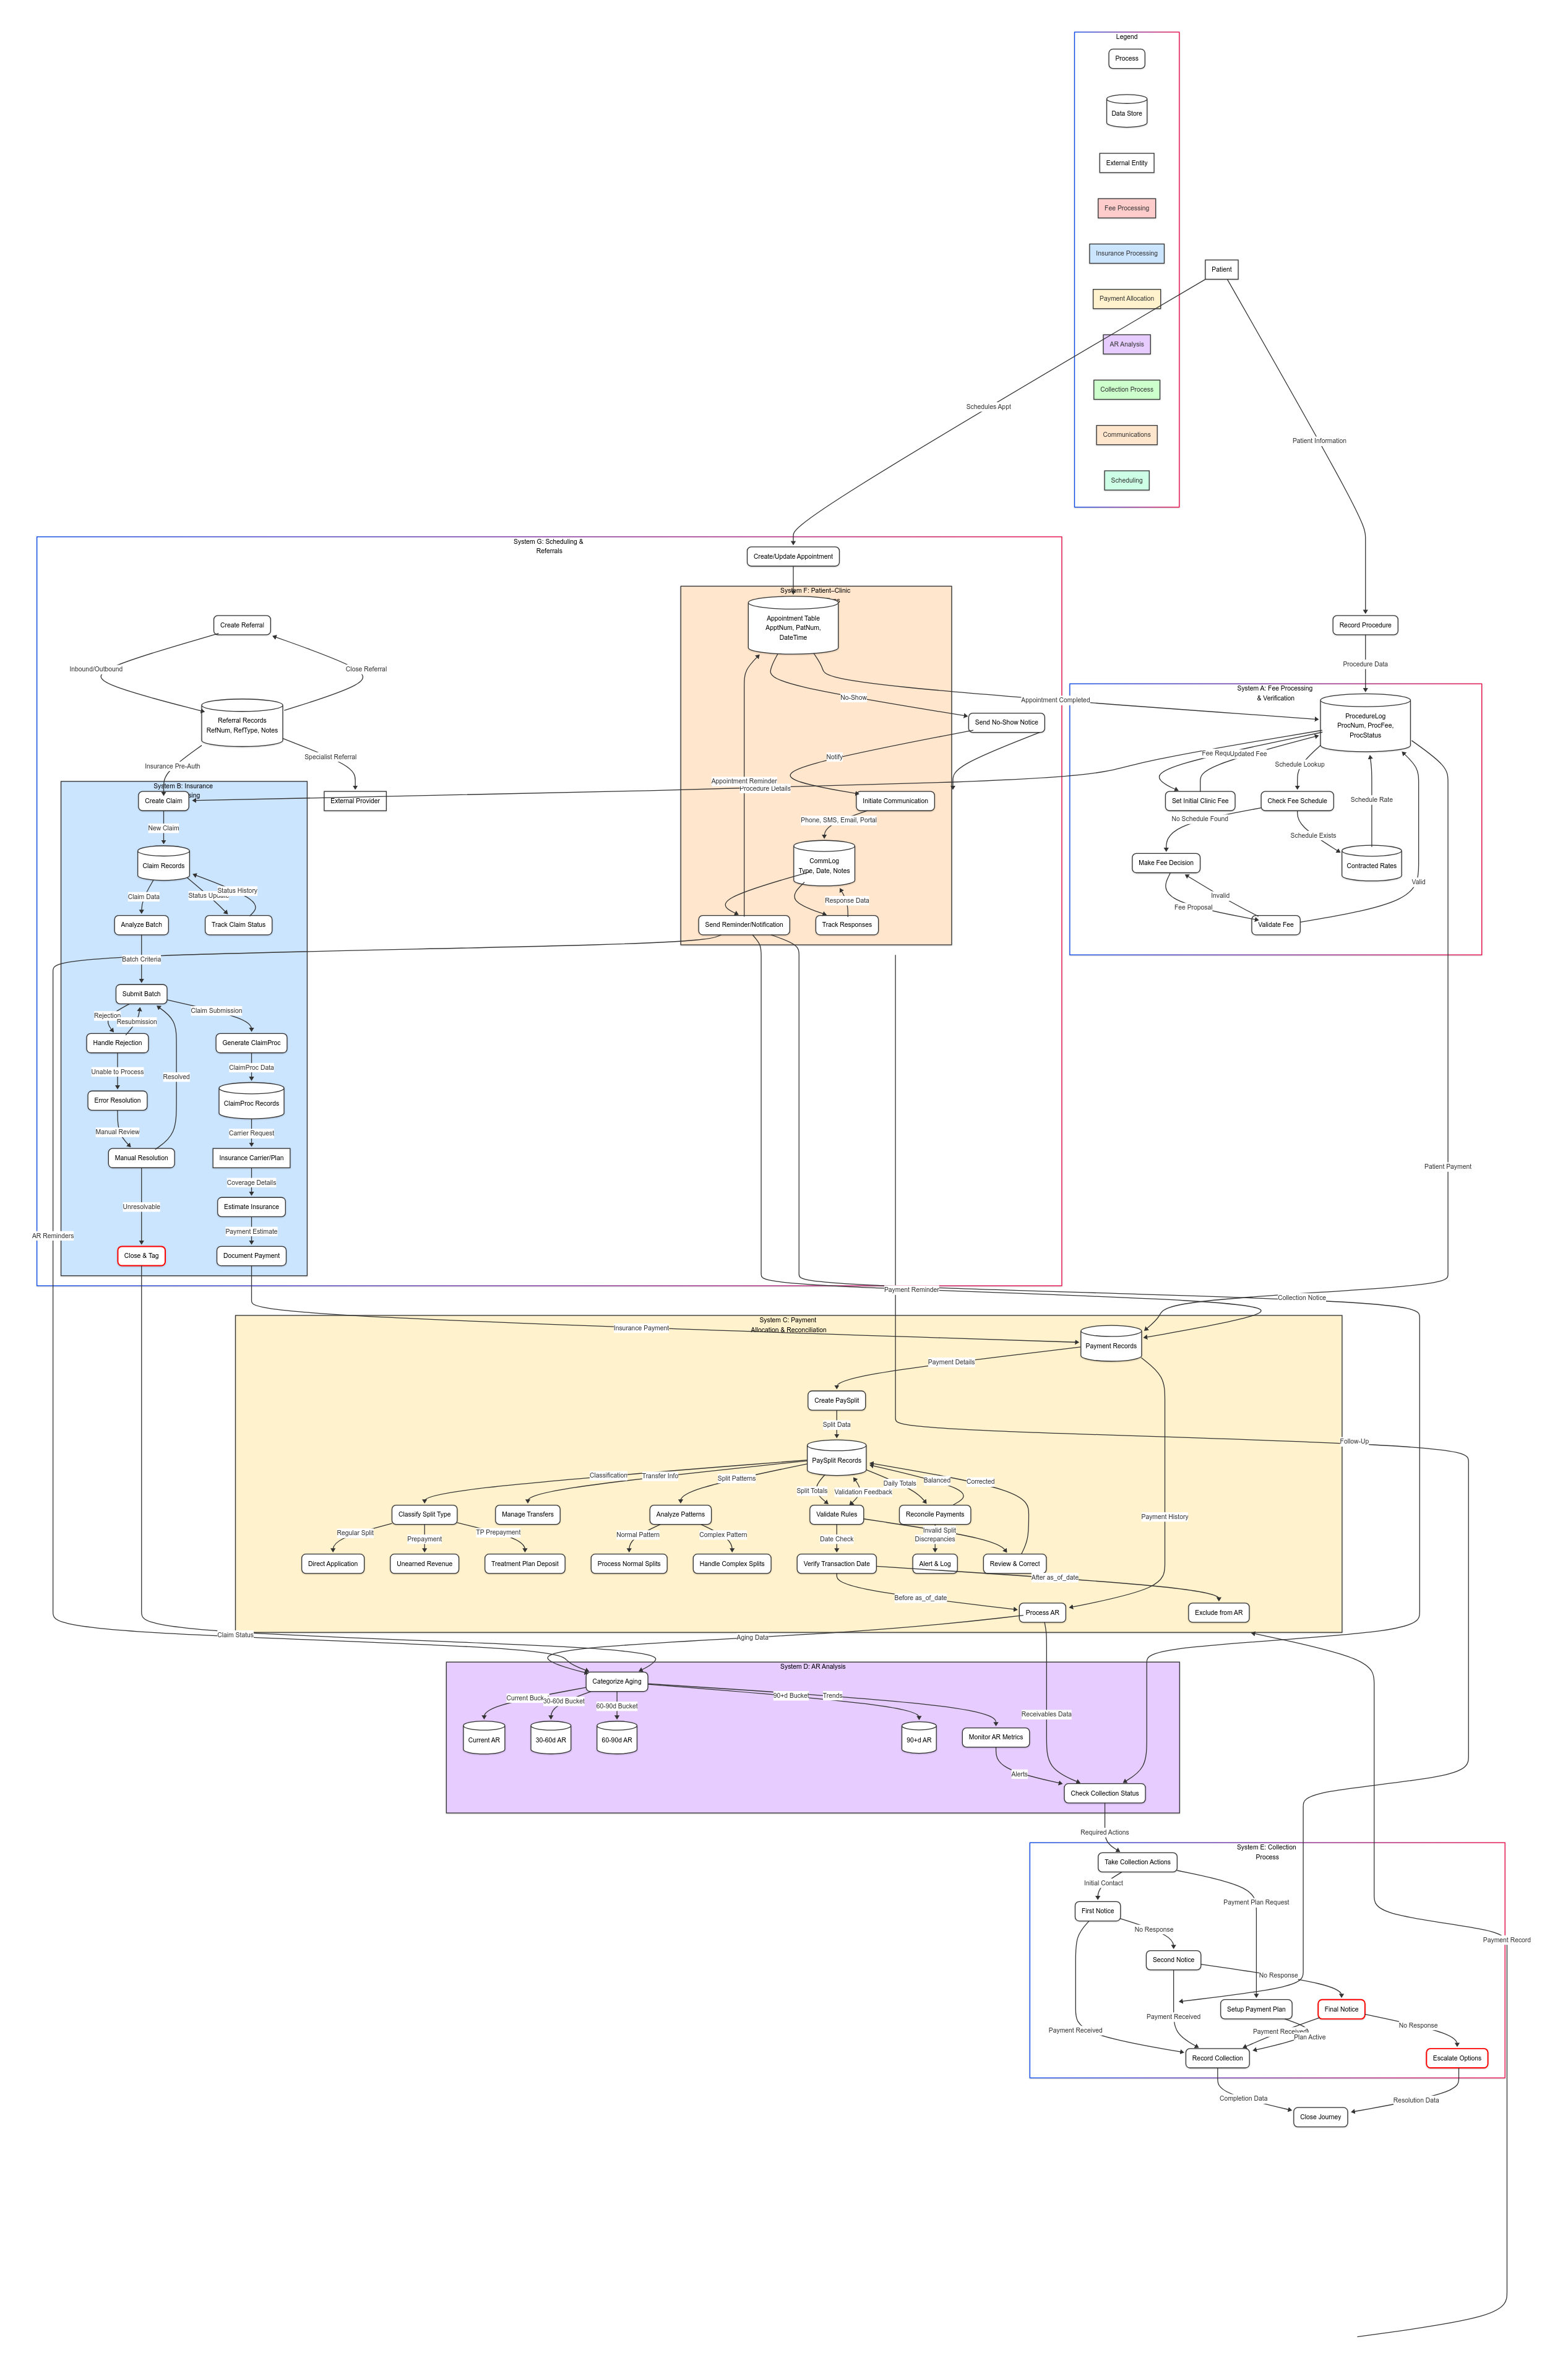 Legend
Process
Data Store
External Entity
Fee Processing
Insurance Processing
Payment Allocation
AR Analysis
Collection Process
Communications
Scheduling
Patient
Schedules Appt
Patient Information
System G: Scheduling &
Referrals
Create/Update Appointment
System F: Patient–Clinic
Appointment Table
ApptNum, PatNum,
DateTime
Create Referral
Inbound/Outbound
Close Referral
Referral Records
RefNum, RefType, Notes
Insurance Pre-Auth
Specialist Referral
External Provider
No-Show
Appointment Completed
Send No-Show Notice
Notify
Appointment Reminder
Procedure Details
Initiate Communication
Phone, SMS, Email, Portal
CommLog
Type, Date, Notes
Response Data
Send Reminder/Notification
Track Responses
Record Procedure
Procedure Data
System A: Fee Processing
& Verification
ProcedureLog
ProcNum, ProcFee,
ProcStatus
Fee Requ
Updated Fee
Schedule Lookup
Set Initial Clinic Fee
Check Fee Schedule
Schedule Rate
No Schedule Found
Schedule Exists
Make Fee Decision
Contracted Rates
Invalid
Valid
Fee Proposal
Validate Fee
System B: Insurance
Create Claim
New Claim
Claim Records
Claim Data
Status Upda
Status History
Analyze Batch
Track Claim Status
Batch Criteria
Submit Batch
Rejection
Resubmission
Claim Submission
Handle Rejection
Generate ClaimProc
Unable to Process
Resolved
ClaimProc Data
Error Resolution
ClaimProc Records
Manual Review
Carrier Request
Manual Resolution
Insurance Carrier/Plan
Coverage Details
Unresolvable
Estimate Insurance
Payment Estimate
Close & Tag
Document Payment
AR Reminders
Patient Payment
Payment Reminder
Collection Notice
System C: Payment
Allocation & Reconciliation
Insurance Payment
Payment Records
Payment Details
Create PaySplit
Split Data
Follow-Up
PaySplit Records
Classification
Transfer Info
Split Patterns
Split Totals
Validation Feedback
Daily Totals
Balanced
Corrected
Classify Split Type
Manage Transfers
Analyze Patterns
Validate Rules
Reconcile Payments
Payment History
Regular Split
Prepayment
TP Prepayment
Normal Pattern
Complex Pattern
Date Check
Invalid Split
Discrepancies
Direct Application
Unearned Revenue
Treatment Plan Deposit
Process Normal Splits
Handle Complex Splits
Verify Transaction Date
Alert & Log
Review & Correct
After as_of_date
Before as_of_date
Process AR
Exclude from AR
Claim Status
Aging Data
System D: AR Analysis
Categorize Aging
Current Buck
30-60d Bucket
60-90d Bucket
90+d Bucket
Trends
Receivables Data
Current AR
30-60d AR
60-90d AR
90+d AR
Monitor AR Metrics
Alerts
Check Collection Status
Required Actions
System E: Collection
Process
Take Collection Actions
Initial Contact
Payment Plan Request
First Notice
No Response
Payment Record
Second Notice
No Response
Setup Payment Plan
Final Notice
Payment Received
Payment Received
Payment Received
Plan Active
No Response
Record Collection
Escalate Options
Completion Data
Resolution Data
Close Journey